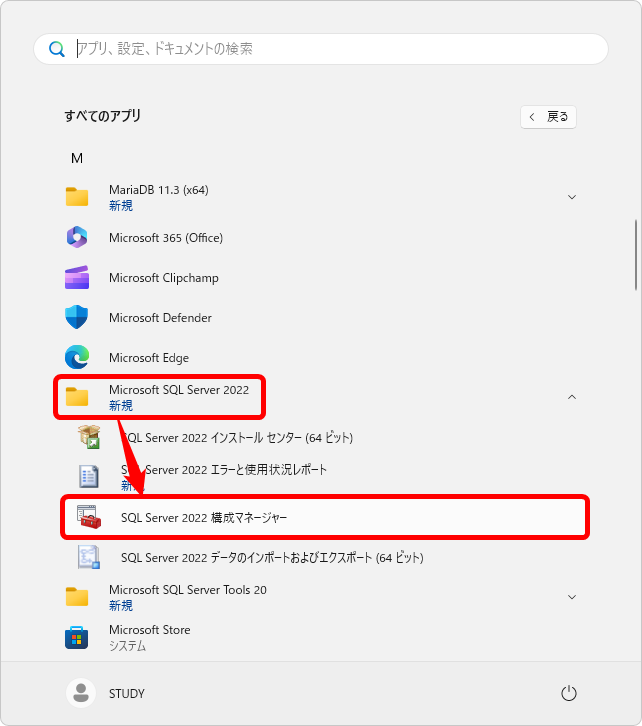 アプリ、設定、ドキュメントの検索
すべてのアプリ
戻る
M
MariaDB 11.3 (x64)
新規
Microsoft 365 (Office)
Microsoft Clipchamp
Microsoft Defender
Microsoft Edge
Microsoft SQL Server 2022
新規
SQL Server 2022 インストール センター (64 ビット)
SQL Server 2022 エラーと使用状況レポート
新規
SQL Server 2022 構成マネージャー
SQL Server 2022 データのインポートおよびエクスポート (64 ビット)
Microsoft SQL Server Tools 20
新規
Microsoft Store
システム
STUDY